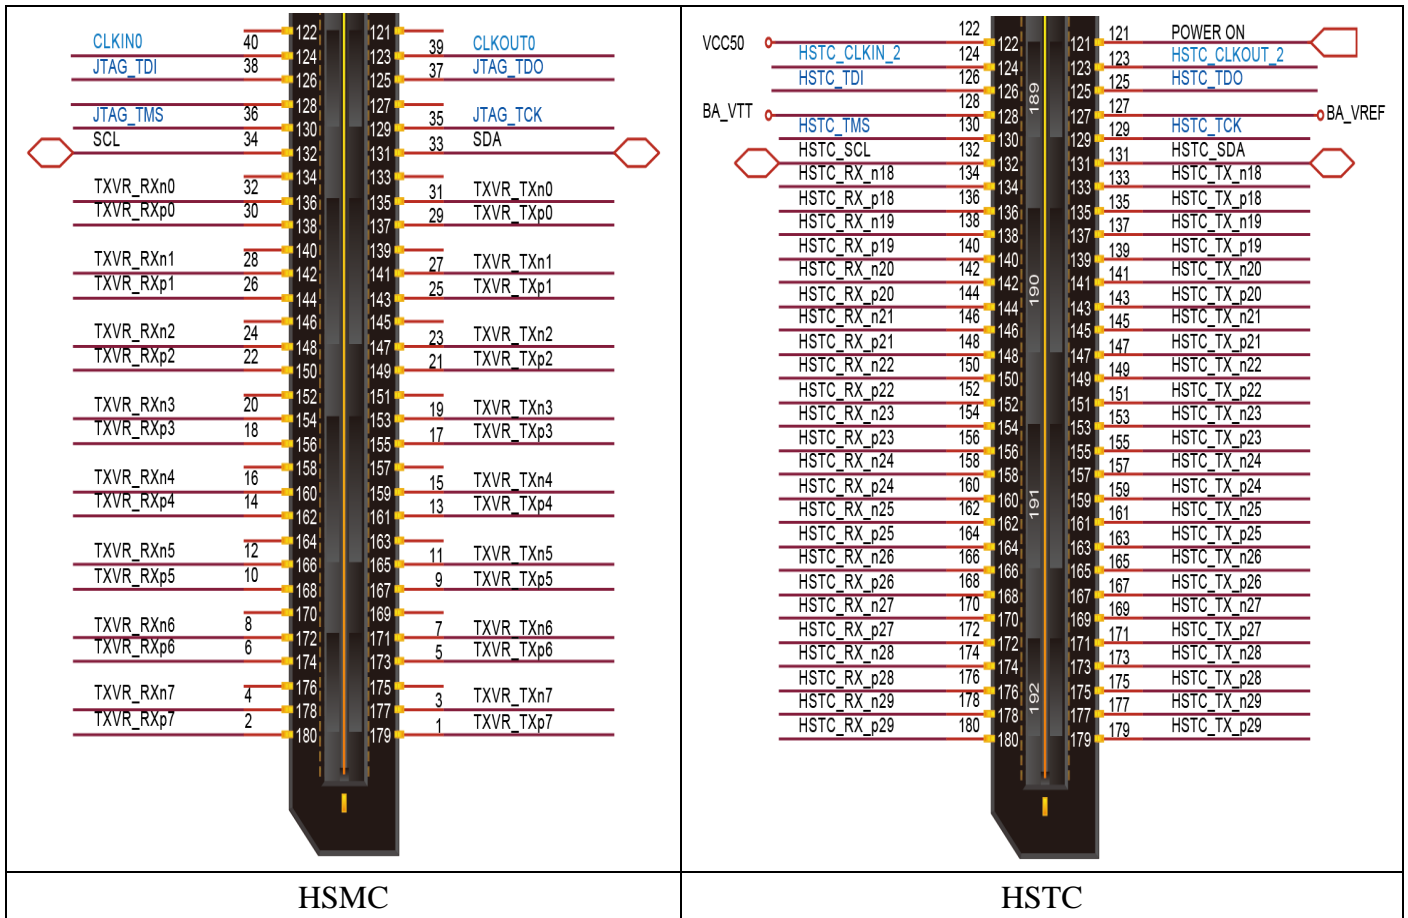 122 121
CLKIN0 40 124 123 39 CLKOUT0
JTAG_TDI 38 126 125 37 JTAG_TDO
128 127
JTAG_TMS 36 130 129 35 JTAG_TCK
SCL 34 132 131 33 SDA
134 133
TXVR_RXn0 32 136 135 31 TXVR_TXn0
TXVR_RXp0 30 138 137 29 TXVR_TXp0
140 139
TXVR_RXn1 28 142 141 27 TXVR_TXn1
TXVR_RXp1 26 144 143 25 TXVR_TXp1
146 145
TXVR_RXn2 24 148 147 23 TXVR_TXn2
TXVR_RXp2 22 150 149 21 TXVR_TXp2
152 151
TXVR_RXn3 20 154 153 19 TXVR_TXn3
TXVR_RXp3 18 156 155 17 TXVR_TXp3
158 157
TXVR_RXn4 16 160 159 15 TXVR_TXn4
TXVR_RXp4 14 162 161 13 TXVR_TXp4
164 163
TXVR_RXn5 12 166 165 11 TXVR_TXn5
TXVR_RXp5 10 168 167 9 TXVR_TXp5
170 169
TXVR_RXn6 8 172 171 7 TXVR_TXn6
TXVR_RXp6 6 174 173 5 TXVR_TXp6
176 175
TXVR_RXn7 4 178 177 3 TXVR_TXn7
TXVR_RXp7 2 180 179 1 TXVR_TXp7
HSMC
VCC50 122 122 121 121 POWER ON
HSTC_CLKIN_2 124 124 123 123 HSTC_CLKOUT_2
HSTC_TDI 126 126 125 125 HSTC_TDO
189
BA_VTT 128 128 127 127 BA_VREF
HSTC_TMS 130 130 129 129 HSTC_TCK
HSTC_SCL 132 132 131 131 HSTC_SDA
HSTC_RX_n18 134 134 133 133 HSTC_TX_n18
HSTC_RX_p18 136 136 135 135 HSTC_TX_p18
HSTC_RX_n19 138 138 137 137 HSTC_TX_n19
HSTC_RX_p19 140 140 139 139 HSTC_TX_p19
HSTC_RX_n20 142 142 141 141 HSTC_TX_n20
190
HSTC_RX_p20 144 144 143 143 HSTC_TX_p20
HSTC_RX_n21 146 146 145 145 HSTC_TX_n21
HSTC_RX_p21 148 148 147 147 HSTC_TX_p21
HSTC_RX_n22 150 150 149 149 HSTC_TX_n22
HSTC_RX_p22 152 152 151 151 HSTC_TX_p22
HSTC_RX_n23 154 154 153 153 HSTC_TX_n23
HSTC_RX_p23 156 156 155 155 HSTC_TX_p23
HSTC_RX_n24 158 158 157 157 HSTC_TX_n24
HSTC_RX_p24 160 160 159 159 HSTC_TX_p24
191
HSTC_RX_n25 162 162 161 161 HSTC_TX_n25
HSTC_RX_p25 164 164 163 163 HSTC_TX_p25
HSTC_RX_n26 166 166 165 165 HSTC_TX_n26
HSTC_RX_p26 168 168 167 167 HSTC_TX_p26
HSTC_RX_n27 170 170 169 169 HSTC_TX_n27
HSTC_RX_p27 172 172 171 171 HSTC_TX_p27
HSTC_RX_n28 174 174 173 173 HSTC_TX_n28
HSTC_RX_p28 176 176 175 175 HSTC_TX_p28
192
HSTC_RX_n29 178 178 177 177 HSTC_TX_n29
HSTC_RX_p29 180 180 179 179 HSTC_TX_p29
HSTC